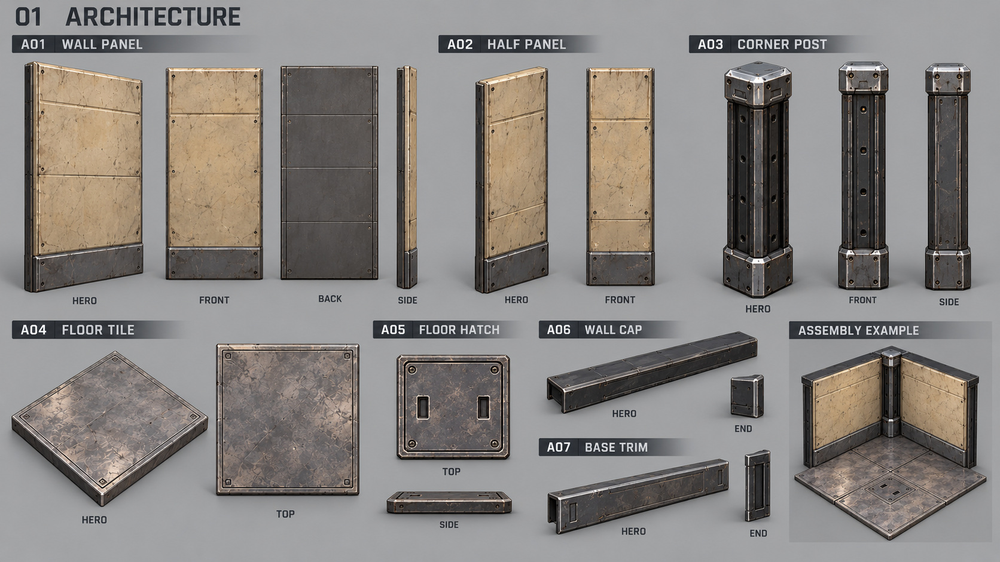 01 ARCHITECTURE
A01 WALL PANEL
A02 HALF PANEL
A03 CORNER POST
HERO
FRONT
BACK
SIDE
HERO
FRONT
HERO
FRONT
SIDE
A04 FLOOR TILE
A05 FLOOR HATCH
A06 WALL CAP
ASSEMBLY EXAMPLE
HERO
TOP
TOP
SIDE
HERO
END
A07 BASE TRIM
HERO
END